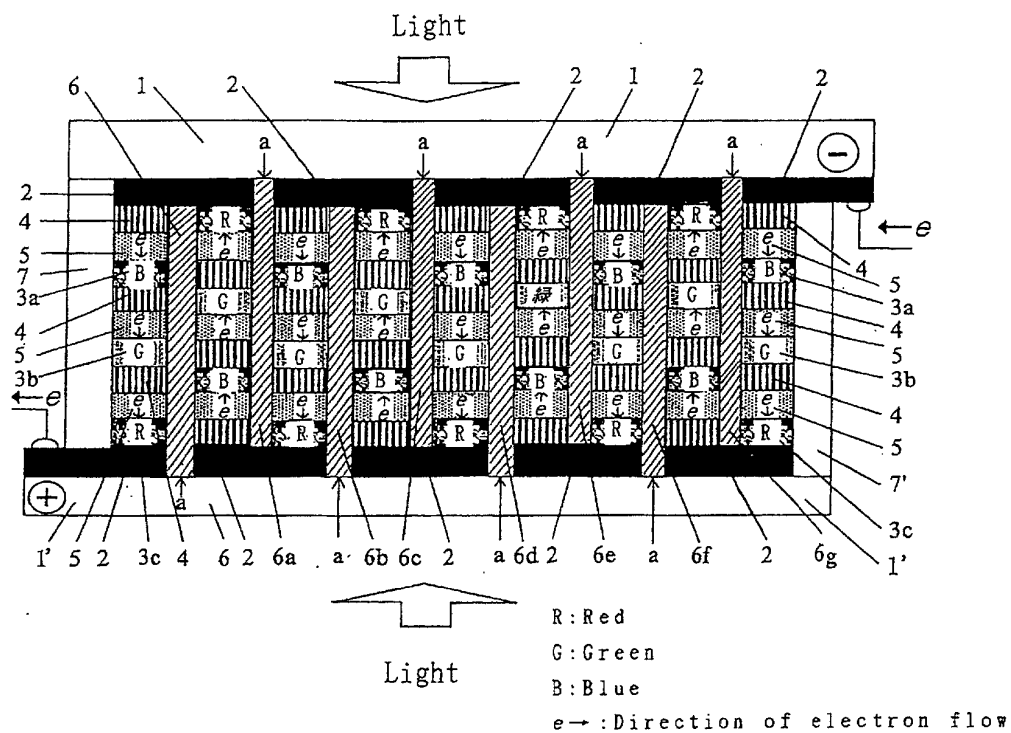 Light
6 1 2 2 1 2 2
a a a a
−
2 R R R R
4 4
e e e e e e e e e
5 e e e e ← e
7 B B B B B 5
3a 3a
4 G G 緑 G 4
5 e e e e e e e e e 5
3b G G G G G 3b
4
← e B B B B
e e e e e e e e e 5
R R R R R
+ a 7'
1' 5 2 3c 4 6 2 6a a 6b 6c 2 a 6d 2 6e a 6f 2 6g 1' 3c
Light
R:Red
G:Green
B:Blue
e→:Direction of electron flow